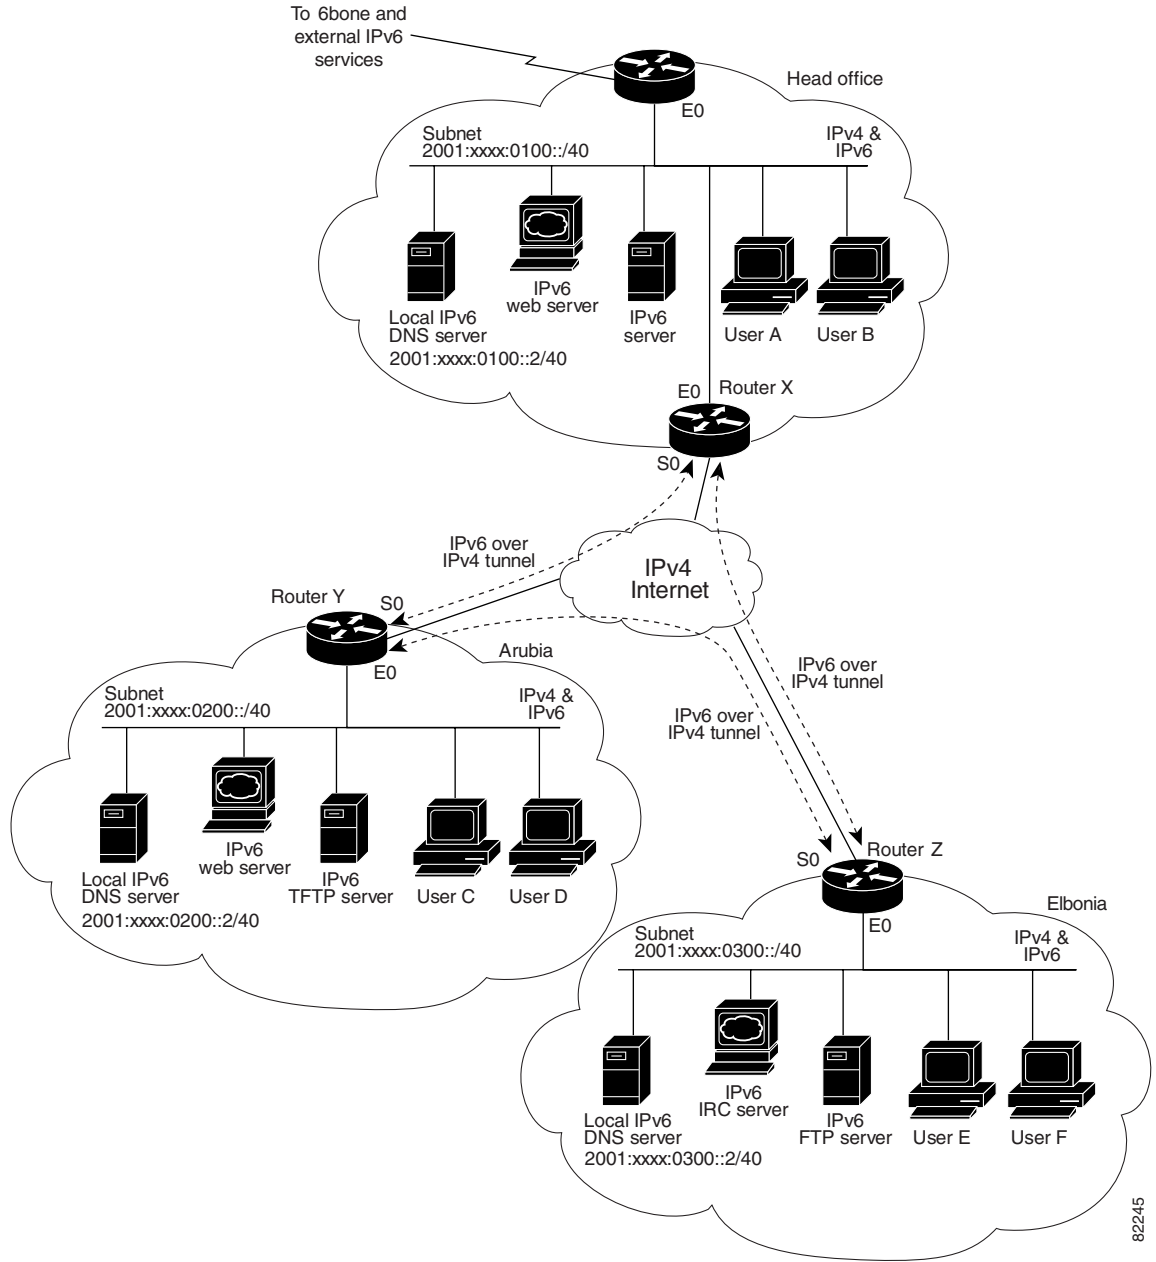 To 6bone and
external IPv6
services
Head office
E0
Subnet
2001:xxxx:0100::/40
IPv4 &
IPv6
IPv6
web server
Local IPv6
DNS server
2001:xxxx:0100::2/40
IPv6
server
User A
User B
E0
Router X
S0
IPv6 over
IPv4 tunnel
IPv4
Internet
Router Y
S0
E0
Arubia
IPv6 over
IPv4 tunnel
IPv6 over
IPv4 tunnel
Subnet
2001:xxxx:0200::/40
IPv4 &
IPv6
IPv6
web server
Local IPv6
DNS server
2001:xxxx:0200::2/40
IPv6
TFTP server
User C
User D
S0
Router Z
E0
Elbonia
Subnet
2001:xxxx:0300::/40
IPv4 &
IPv6
IPv6
IRC server
Local IPv6
DNS server
2001:xxxx:0300::2/40
IPv6
FTP server
User E
User F
82245